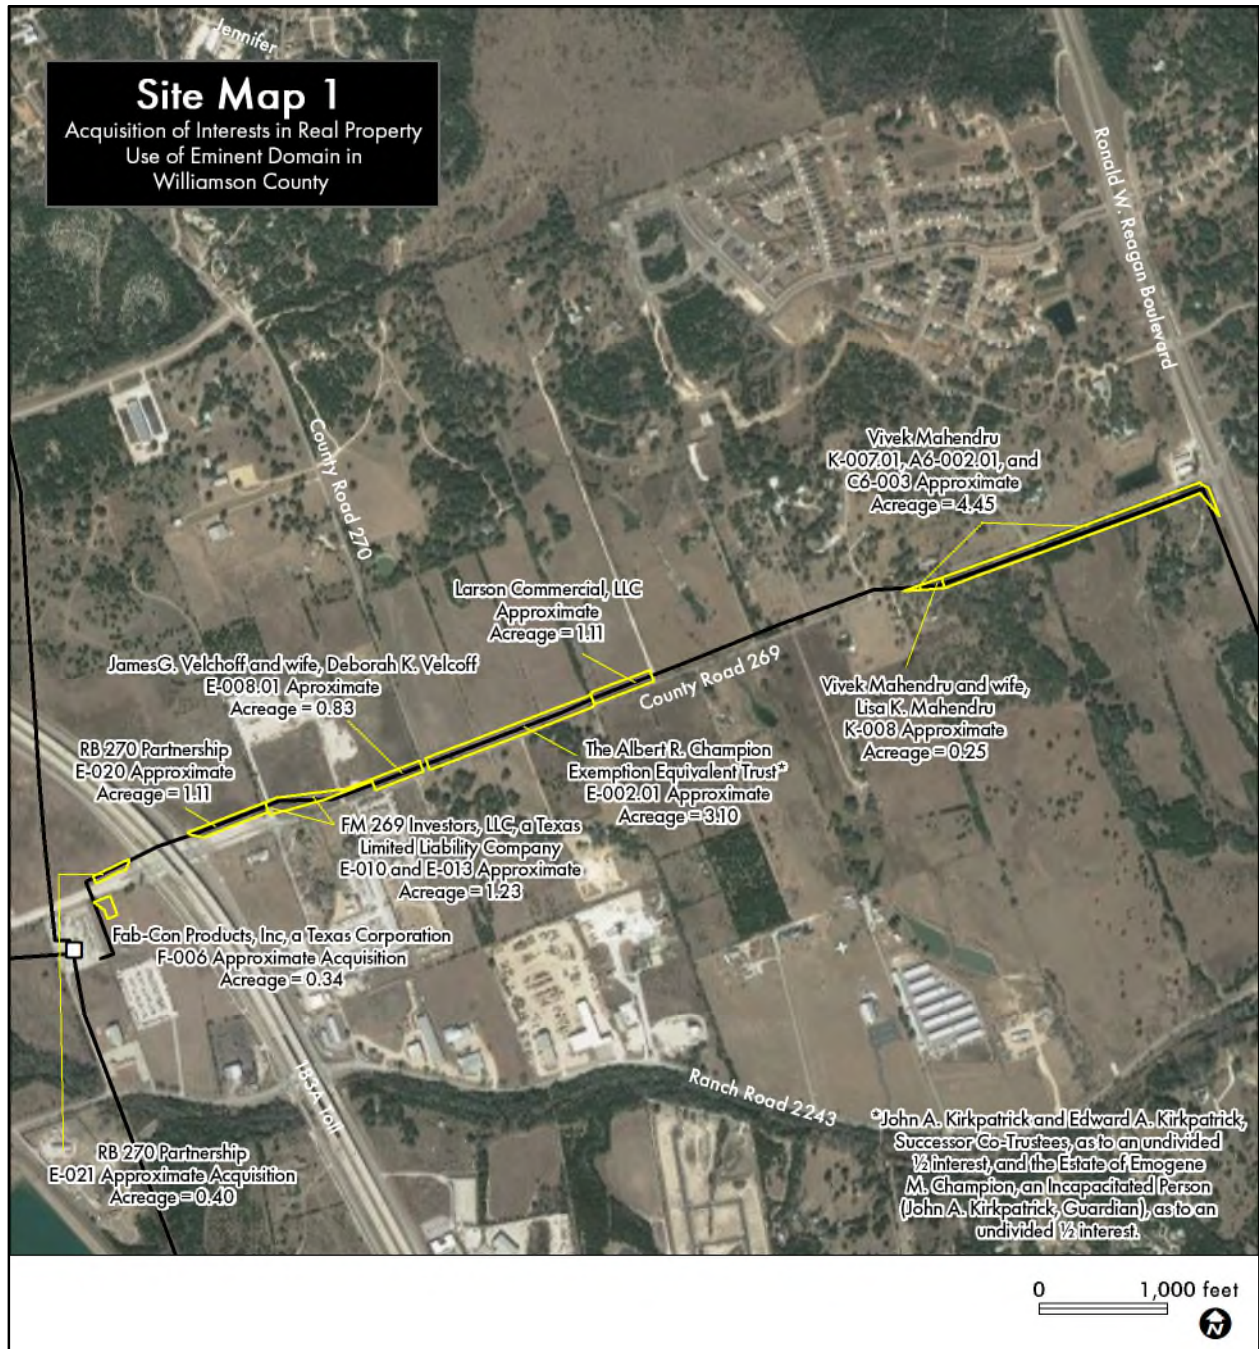 Jennifer
Site Map 1
Acquisition of Interests in Real Property
Use of Eminent Domain in
Williamson County
Ronald W. Reagan Boulevard
County Road 270
Vivek Mahendru
K-007.01, A6-002.01, and
C6-003 Approximate
Acreage = 4.45
Larson Commercial, LLC
Approximate
Acreage = 1.11
County Road 269
JamesG. Velchoff and wife, Deborah K. Velcoff
E-008.01 Aproximate
Acreage = 0.83
Vivek Mahendru and wife,
Lisa K. Mahendru
K-008 Approximate
Acreage = 0.25
RB 270 Partnership
E-020 Approximate
Acreage = 1.11
The Albert R. Champion
Exemption Equivalent Trust*
E-002.01 Approximate
Acreage = 3.10
FM 269 Investors, LLC, a Texas
Limited Liability Company
E-010 and E-013 Approximate
Acreage = 1.23
Fab-Con Products, Inc, a Texas Corporation
F-006 Approximate Acquisition
Acreage = 0.34
183A Toll
Ranch Road 2243
RB 270 Partnership
E-021 Approximate Acquisition
Acreage = 0.40
*John A. Kirkpatrick and Edward A. Kirkpatrick,
Successor Co-Trustees, as to an undivided
½ interest, and the Estate of Emogene
M. Champion, an Incapacitated Person
(John A. Kirkpatrick, Guardian), as to an
undivided ½ interest.
0 1,000 feet
N